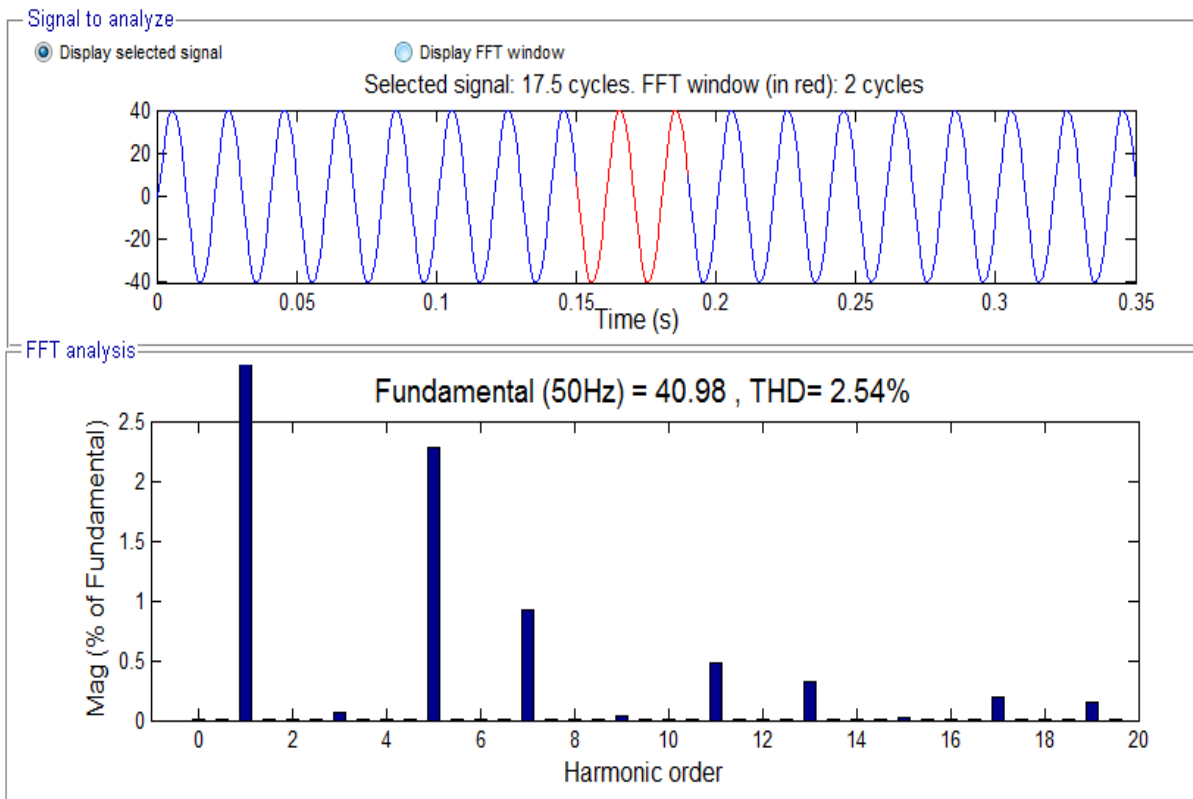 Signal to analyze
Display selected signal
Display FFT window
Selected signal: 17.5 cycles. FFT window (in red): 2 cycles
40
20
0
-20
-40
0 0.05 0.1 0.15 0.2 0.25 0.3 0.35
Time (s)
FFT analysis
Fundamental (50Hz) = 40.98 , THD= 2.54%
2.5
2
1.5
1
0.5
0
Mag (% of Fundamental)
0 2 4 6 8 10 12 14 16 18 20
Harmonic order